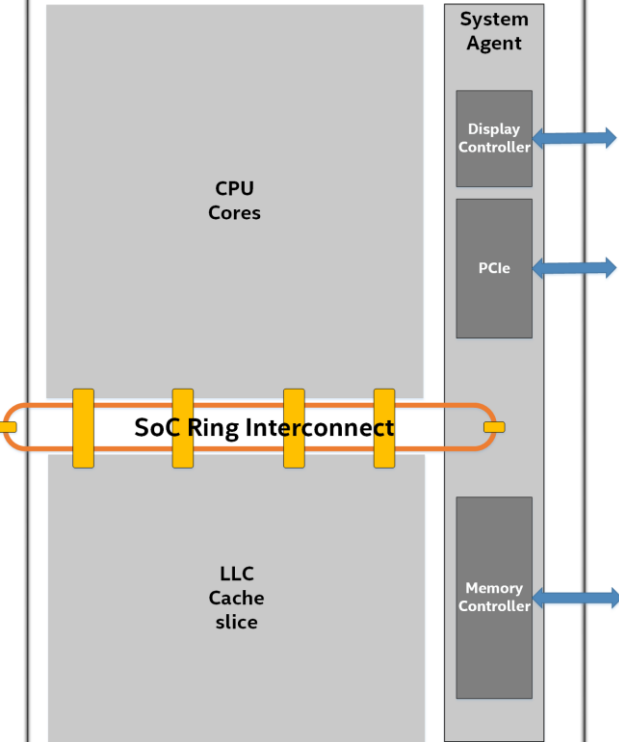 System
Agent
Display
Controller
CPU
Cores
PCIe
SoC Ring Interconnect
LLC
Cache
slice
Memory
Controller